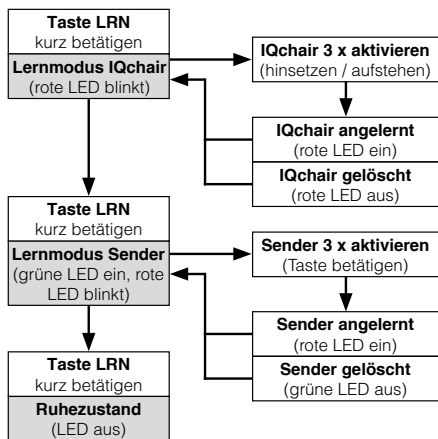 Taste LRN
kurz betätigen
Lernmodus IQchair
(rote LED blinkt)
IQchair 3 x aktivieren
(hinsetzen / aufstehen)
IQchair angelernt
(rote LED ein)
IQchair gelöscht
(rote LED aus)
Taste LRN
kurz betätigen
Lernmodus Sender
(grüne LED ein, rote
LED blinkt)
Sender 3 x aktivieren
(Taste betätigen)
Sender angelernt
(rote LED ein)
Sender gelöscht
(grüne LED aus)
Taste LRN
kurz betätigen
Ruhezustand
(LED aus)